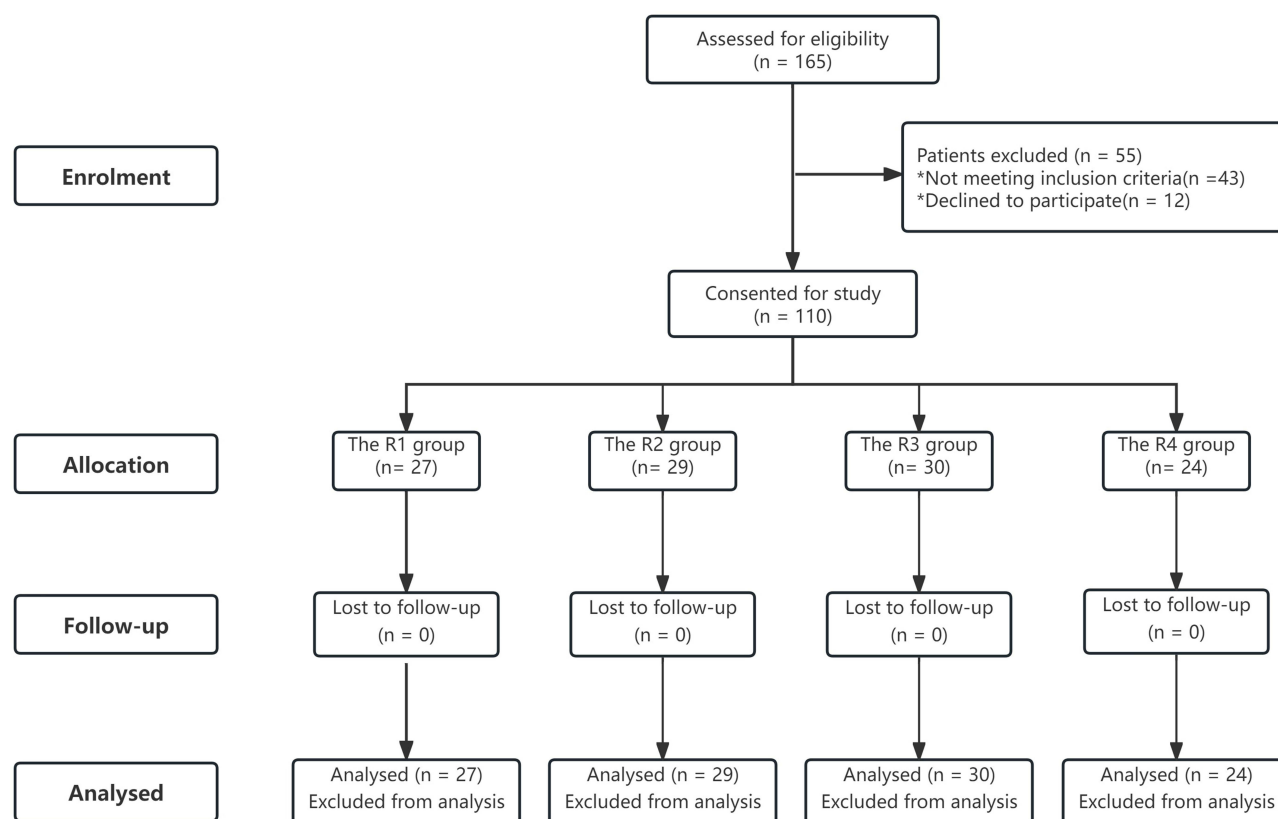 Assessed for eligibility
(n = 165)
Enrolment
Patients excluded (n = 55)
*Not meeting inclusion criteria(n =43)
*Declined to participate(n = 12)
Consented for study
(n = 110)
Allocation
The R1 group
(n= 27)
The R2 group
(n= 29)
The R3 group
(n= 30)
The R4 group
(n= 24)
Follow-up
Lost to follow-up
(n = 0)
Lost to follow-up
(n = 0)
Lost to follow-up
(n = 0)
Lost to follow-up
(n = 0)
Analysed
Analysed (n = 27)
Excluded from analysis
Analysed (n = 29)
Excluded from analysis
Analysed (n = 30)
Excluded from analysis
Analysed (n = 24)
Excluded from analysis